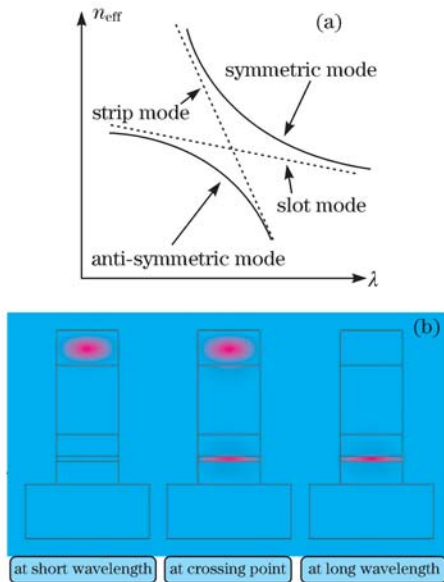 n_eff
(a)
symmetric mode
strip mode
slot mode
anti-symmetric mode
λ
(b)
at short wavelength
at crossing point
at long wavelength